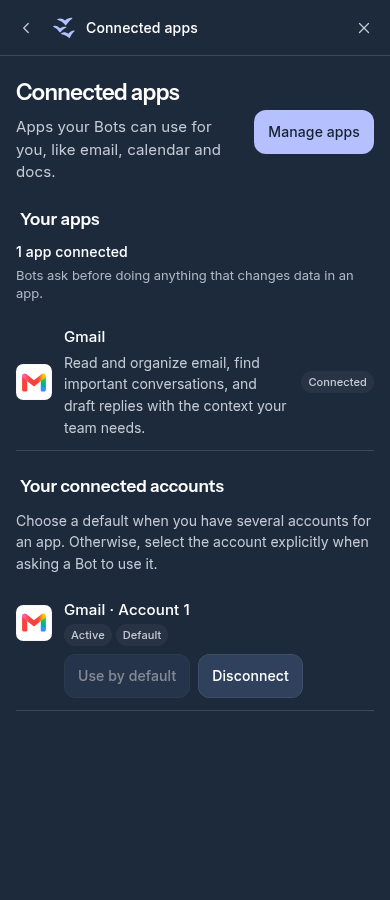 Connected apps
Connected apps
Apps your Bots can use for
you, like email, calendar and
docs.
Manage apps
Your apps
1 app connected
Bots ask before doing anything that changes data in an
app.
Gmail
Read and organize email, find
important conversations, and
draft replies with the context your
team needs.
Connected
Your connected accounts
Choose a default when you have several accounts for
an app. Otherwise, select the account explicitly when
asking a Bot to use it.
Gmail · Account 1
Active
Default
Use by default
Disconnect